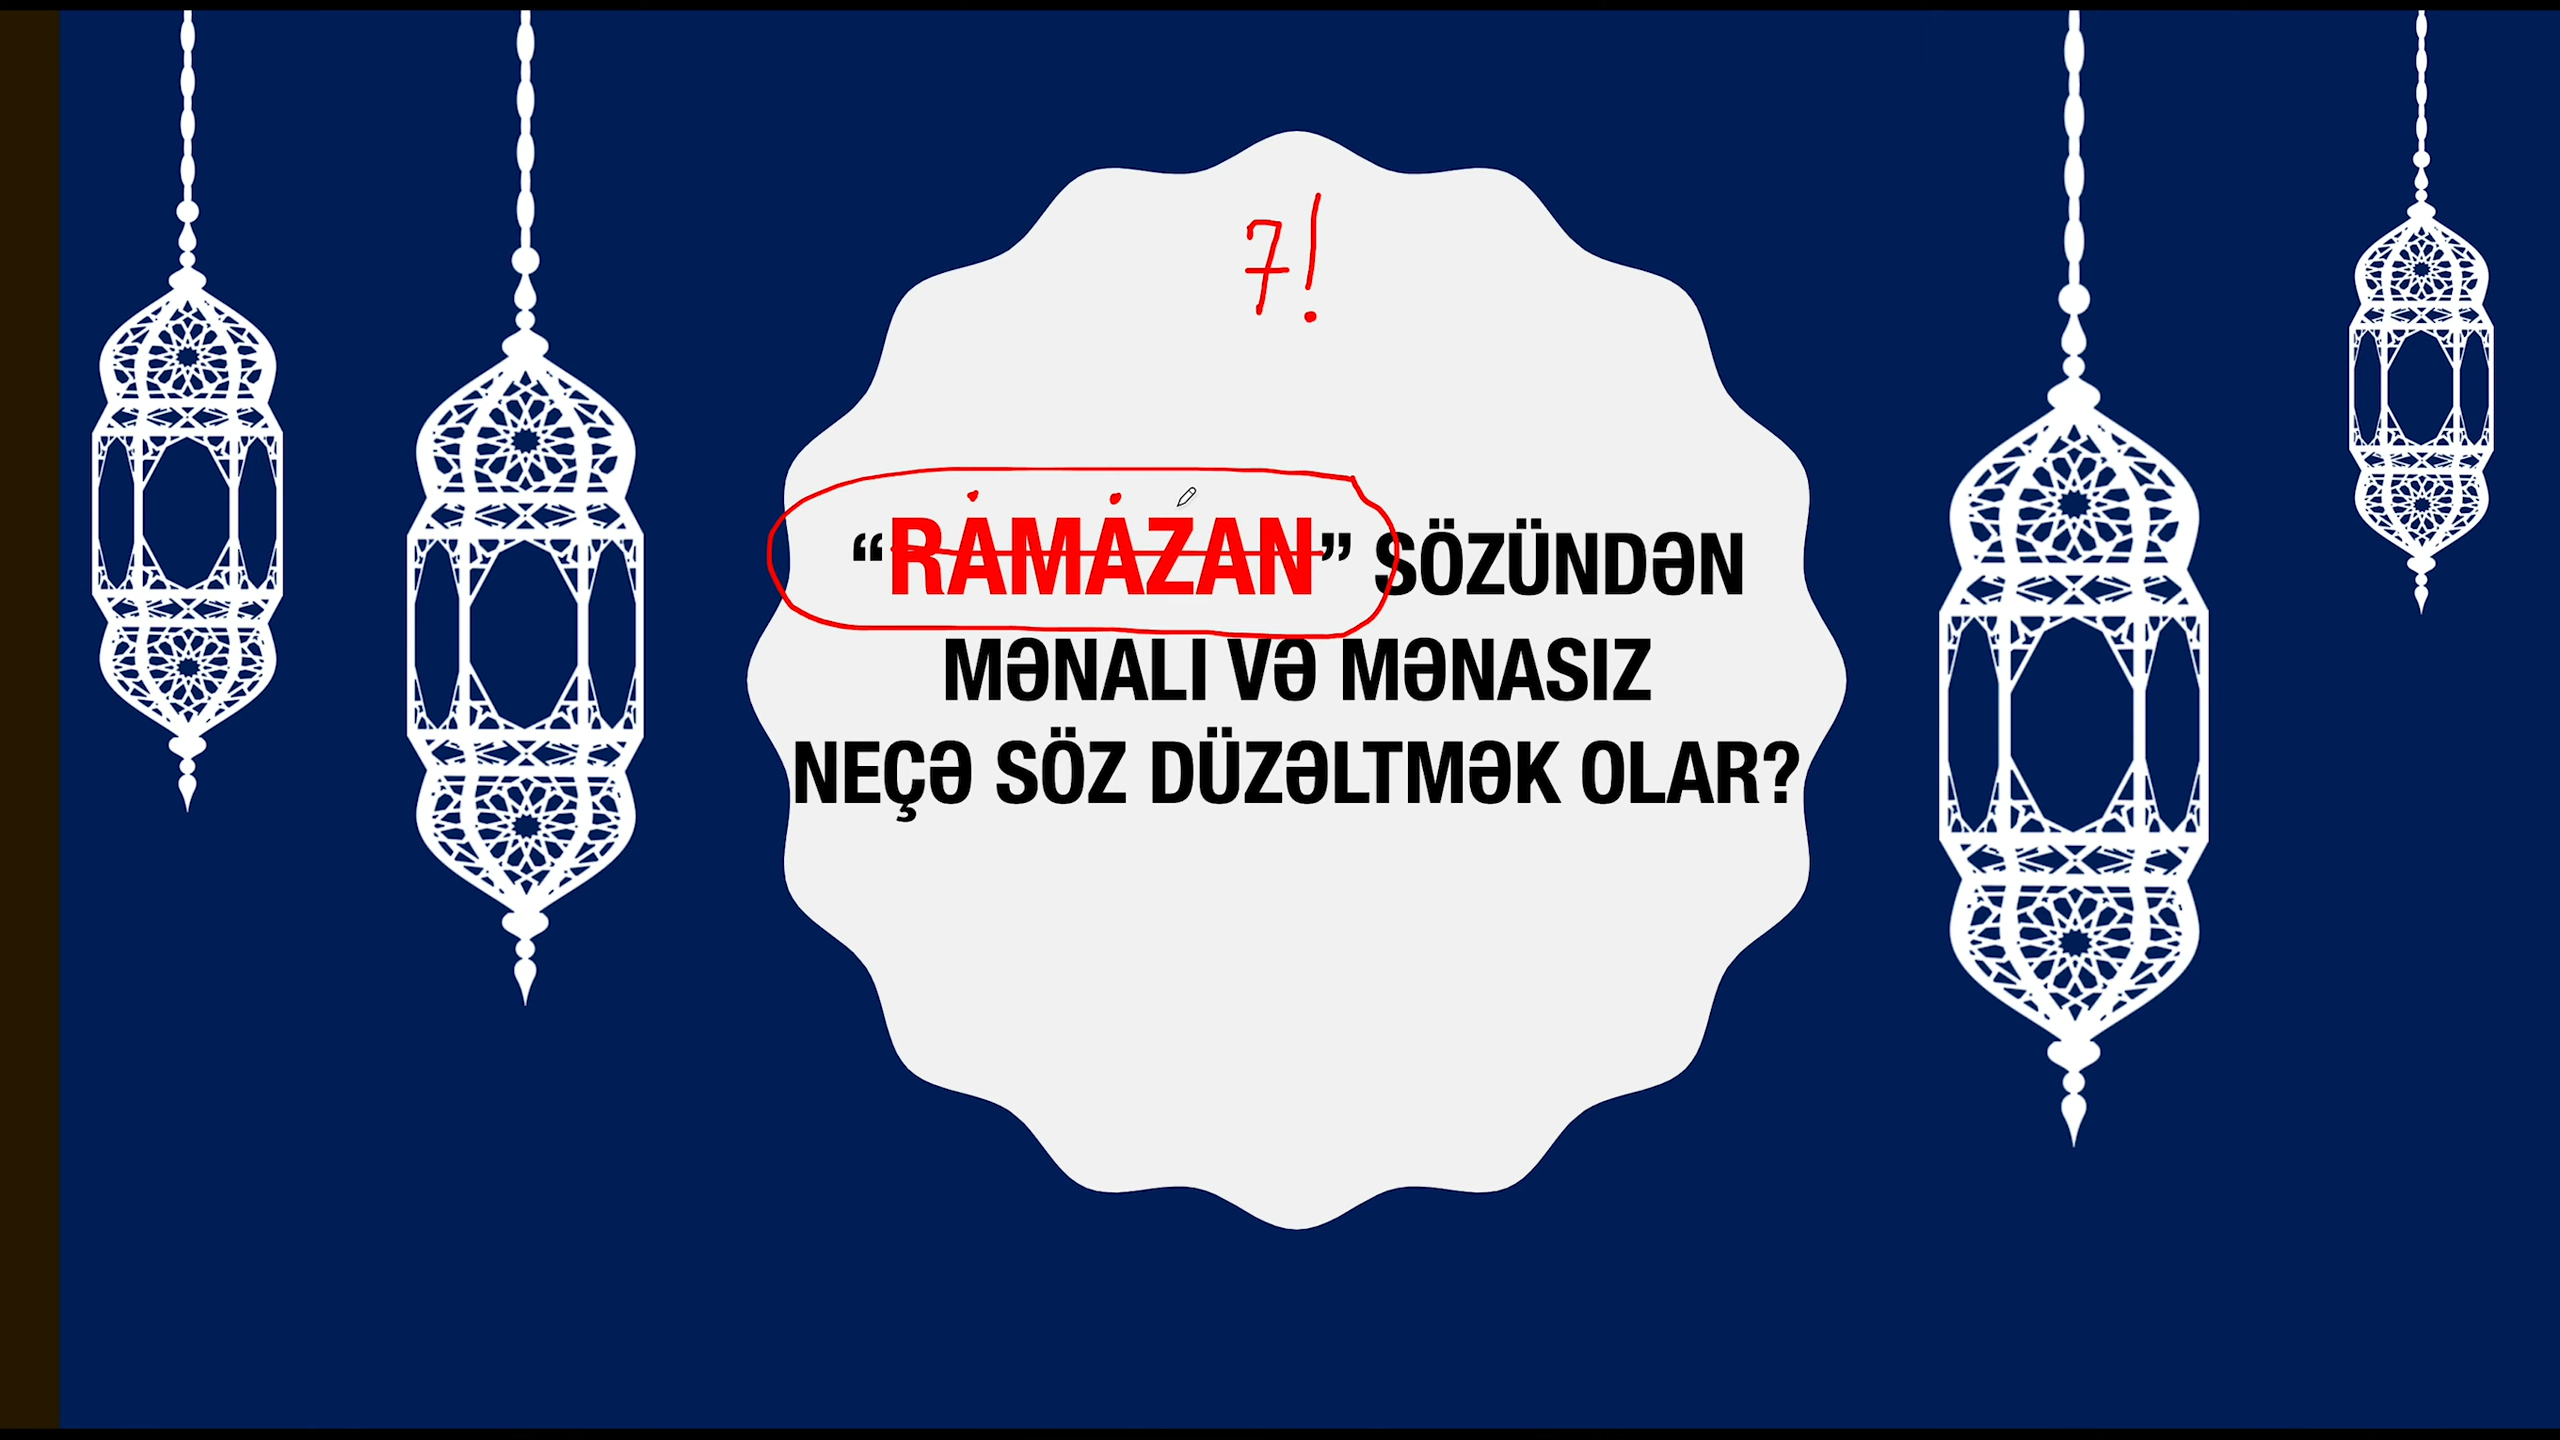 7!
“RAMAZAN” SÖZÜNDƏN
MƏNALI VƏ MƏNASIZ
NEÇƏ SÖZ DÜZƏLTMƏK OLAR?